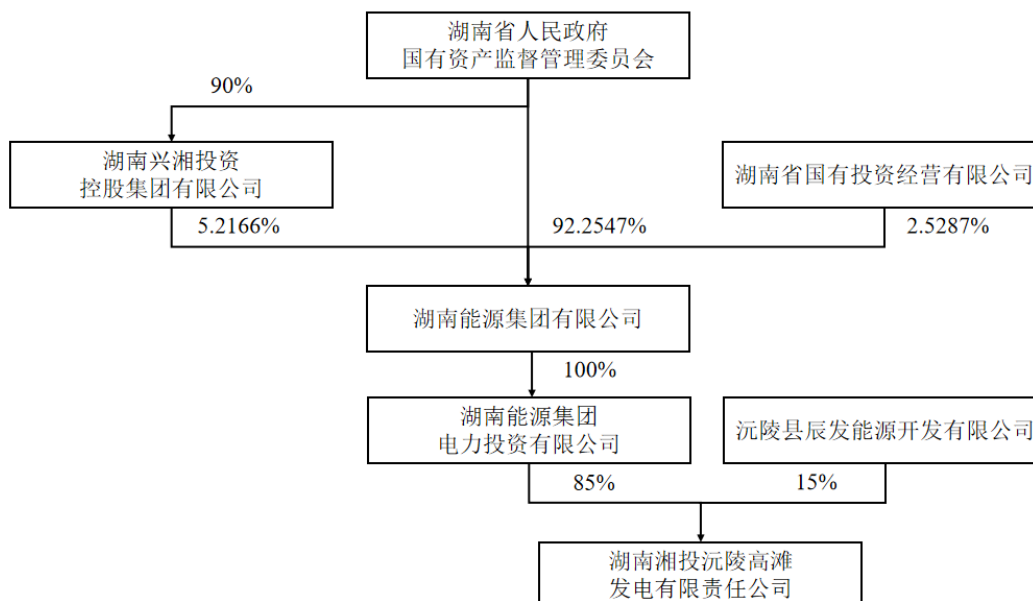 湖南省人民政府
国有资产监督管理委员会
90%
湖南兴湘投资
控股集团有限公司
湖南省国有投资经营有限公司
5.2166%
92.2547%
2.5287%
湖南能源集团有限公司
100%
湖南能源集团
电力投资有限公司
沅陵县辰发能源开发有限公司
85%
15%
湖南湘投沅陵高滩
发电有限责任公司